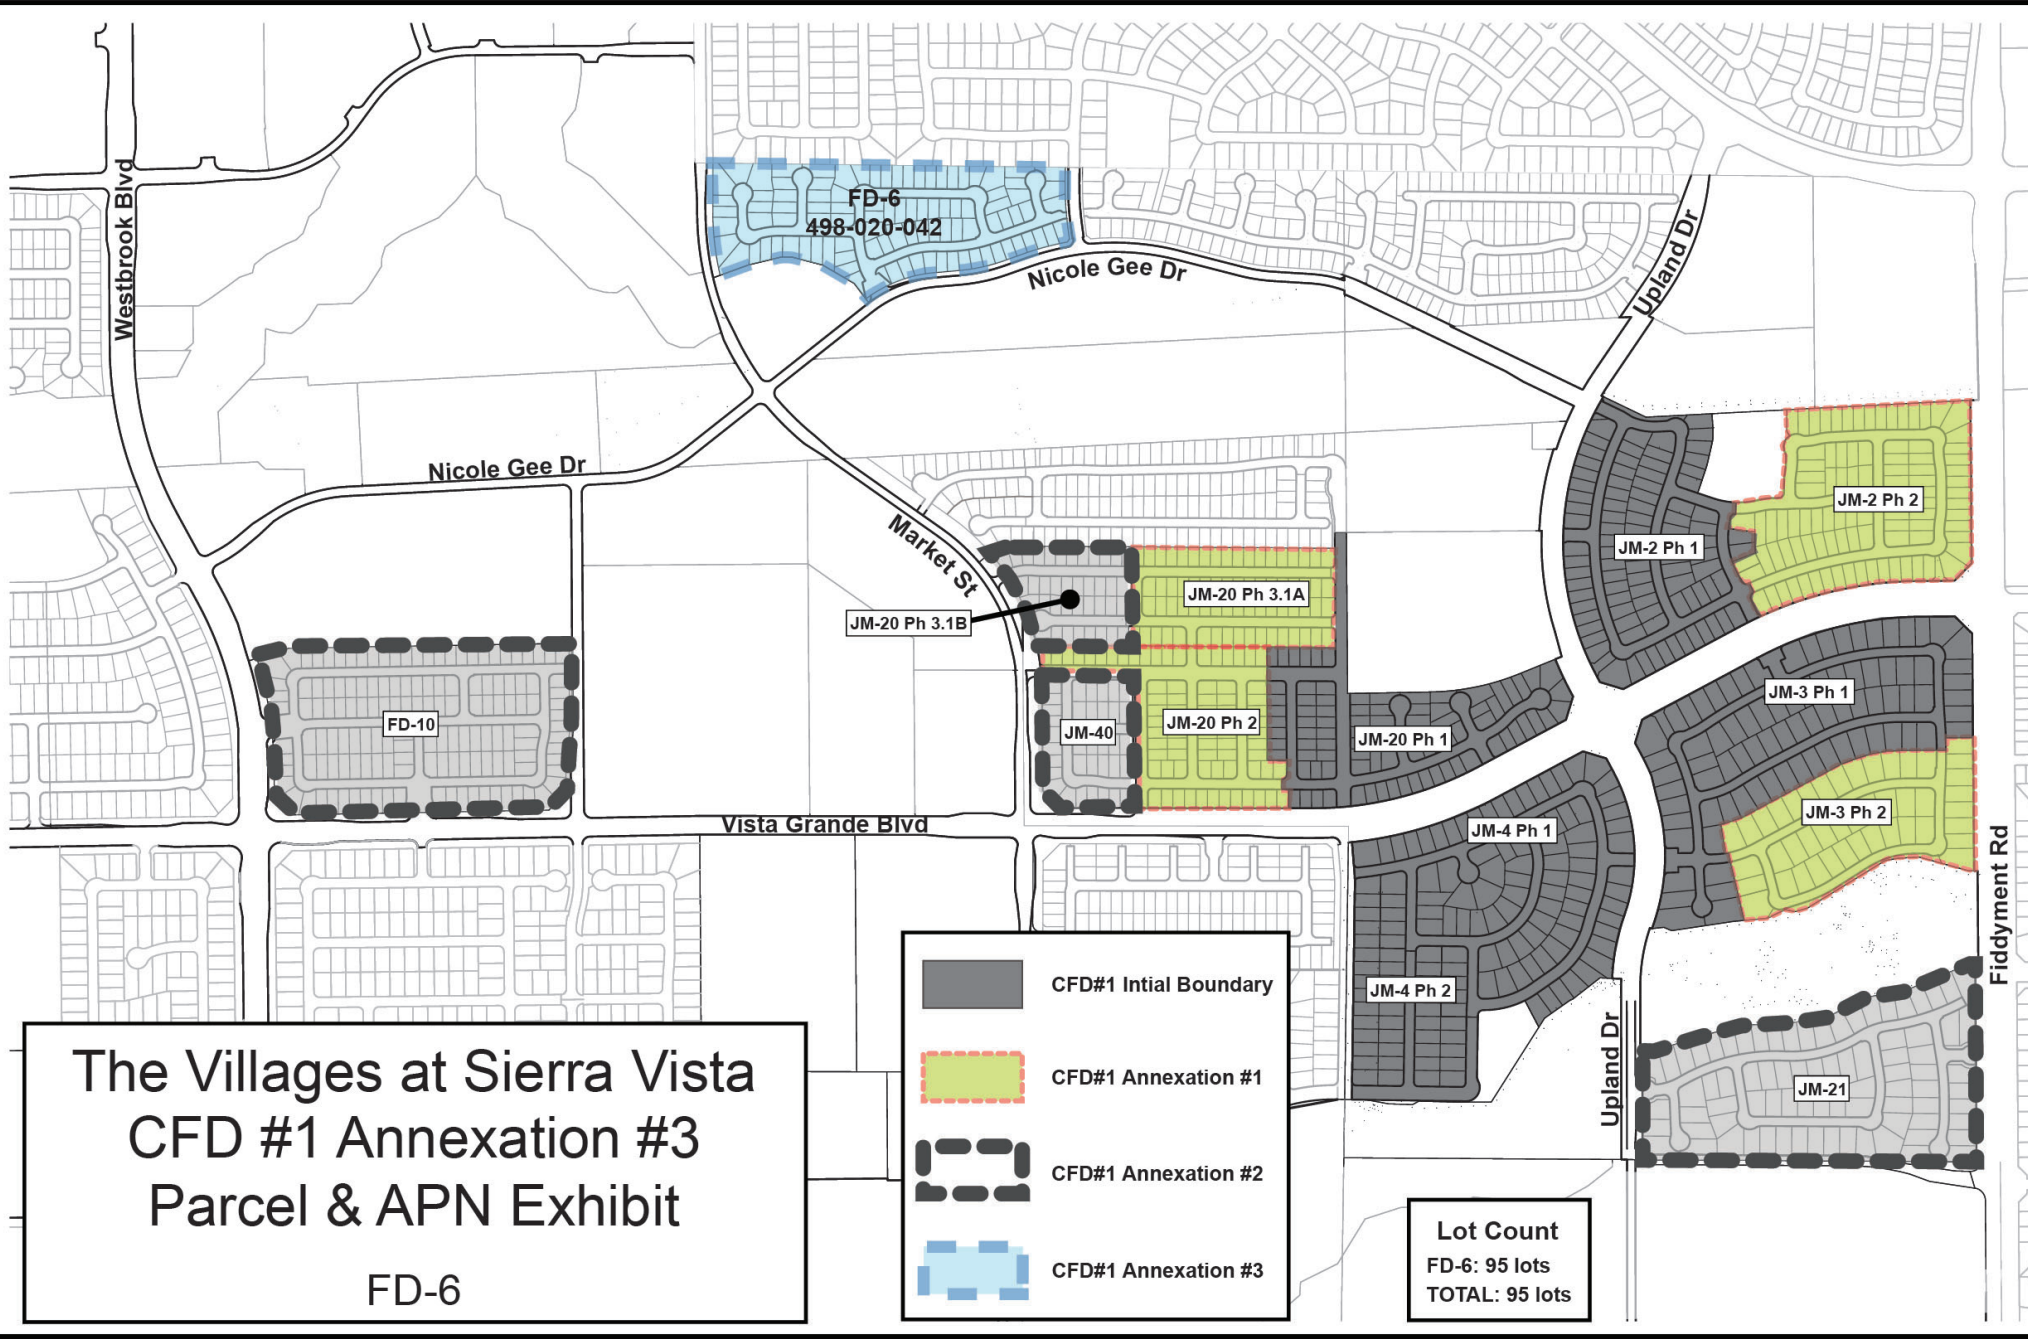 Westbrook Blvd
FD-6
498-020-042
Nicole Gee Dr
Upland Dr
Nicole Gee Dr
Market St
JM-2 Ph 2
JM-2 Ph 1
JM-20 Ph 3.1A
JM-20 Ph 3.1B
JM-3 Ph 1
FD-10
JM-40
JM-20 Ph 2
JM-20 Ph 1
JM-3 Ph 2
Vista Grande Blvd
JM-4 Ph 1
Fiddyment Rd
JM-4 Ph 2
Upland Dr
JM-21
CFD#1 Intial Boundary
CFD#1 Annexation #1
CFD#1 Annexation #2
CFD#1 Annexation #3
The Villages at Sierra Vista
CFD #1 Annexation #3
Parcel & APN Exhibit
FD-6
Lot Count
FD-6: 95 lots
TOTAL: 95 lots